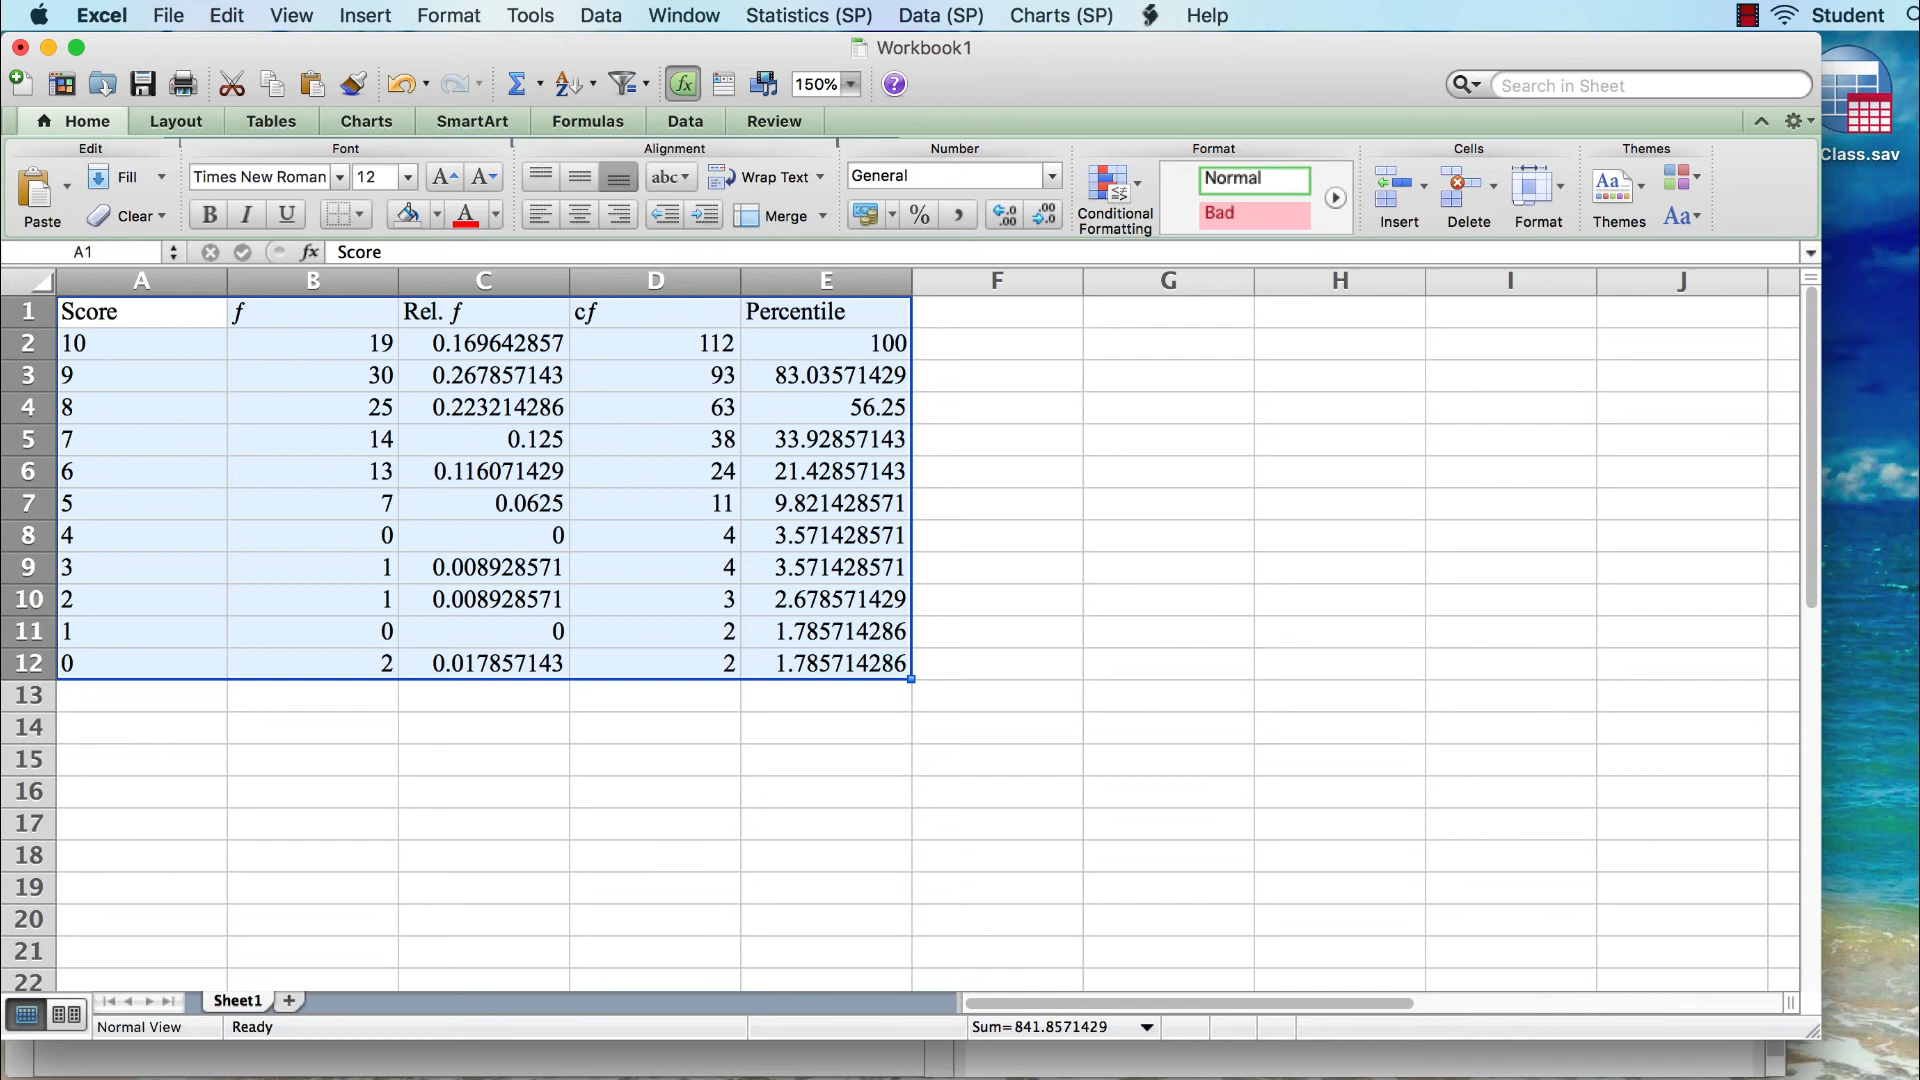 Excel File Edit View Insert Format Tools Data Window Statistics (SP) Data (SP) Charts (SP) Help Student
Workbook1
150% Search in Sheet
Home Layout Tables Charts SmartArt Formulas Data Review
Edit Font Alignment Number Format Cells Themes
Fill Times New Roman 12 A A abc Wrap Text General Normal
Paste Clear B I U A Merge % Conditional Formatting Bad Insert Delete Format Themes Aa
Class.sav
A1 fx Score
A B C D E F G H I J
1 Score f Rel. f cf Percentile
2 10 19 0.169642857 112 100
3 9 30 0.267857143 93 83.03571429
4 8 25 0.223214286 63 56.25
5 7 14 0.125 38 33.92857143
6 6 13 0.116071429 24 21.42857143
7 5 7 0.0625 11 9.821428571
8 4 0 0 4 3.571428571
9 3 1 0.008928571 4 3.571428571
10 2 1 0.008928571 3 2.678571429
11 1 0 0 2 1.785714286
12 0 2 0.017857143 2 1.785714286
13
14
15
16
17
18
19
20
21
22
Sheet1
Normal View Ready Sum=841.8571429